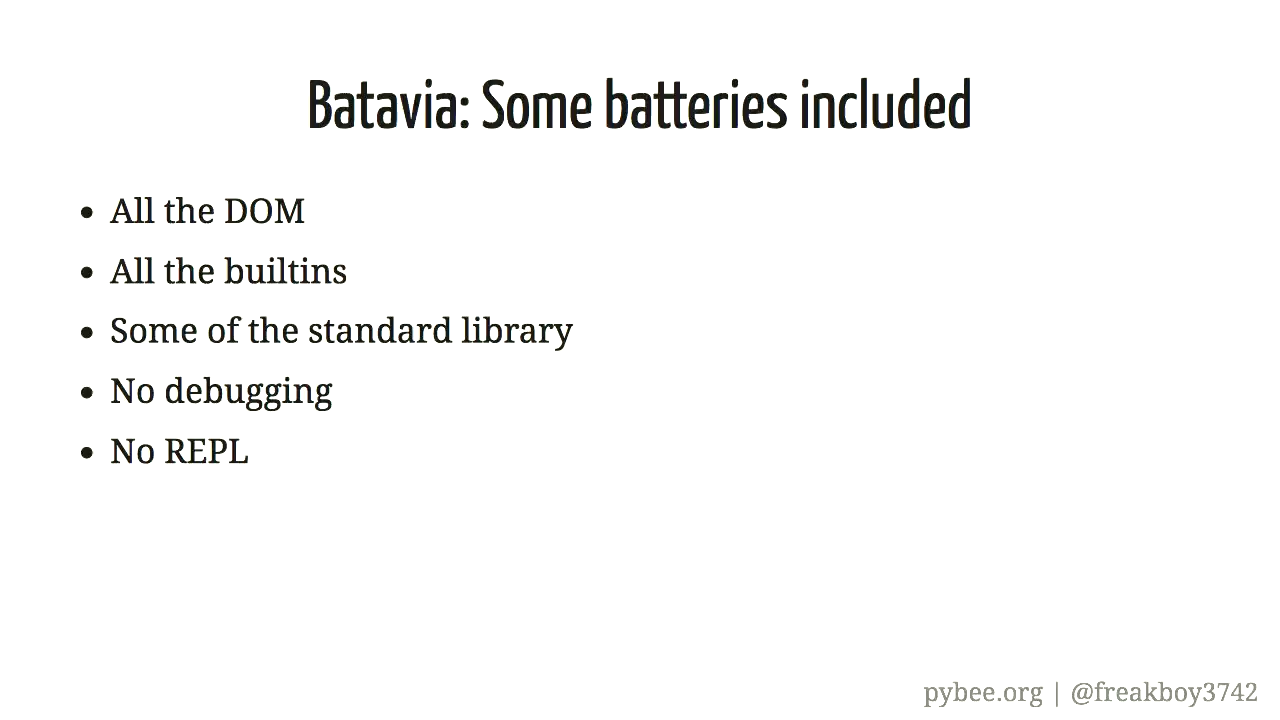 Batavia: Some batteries included
• All the DOM
• All the builtins
• Some of the standard library
• No debugging
• No REPL
pybee.org | @freakboy3742